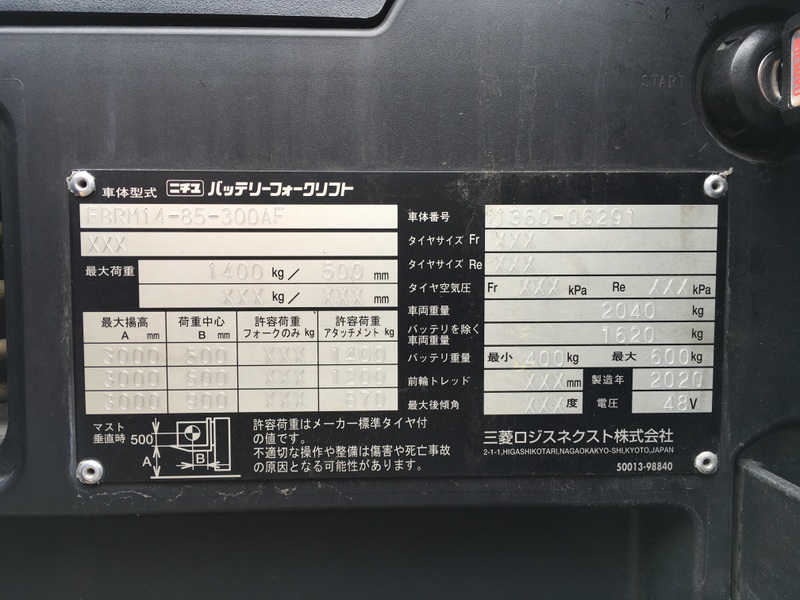 START
車体型式 ニチユ バッテリーフォークリフト
FBRM14-85-300AF
XXX
最大荷重 1400 kg／ 500 mm
XXX kg／ XXX mm
最大揚高 A mm 荷重中心 B mm 許容荷重 フォークのみ kg 許容荷重 アタッチメント kg
3000 500 XXX 1400
3000 600 XXX 1200
3000 900 XXX 870
マスト垂直時 500 A B
許容荷重はメーカー標準タイヤ付
の値です。
不適切な操作や整備は傷害や死亡事故
の原因となる可能性があります。
車体番号 1360-06291
タイヤサイズ Fr XXX
タイヤサイズ Re XXX
タイヤ空気圧 Fr XXX kPa Re XXX kPa
車両重量 2040 kg
バッテリを除く車両重量 1620 kg
バッテリ重量 最小 400 kg 最大 600 kg
前輪トレッド XXX mm 製造年 2020
最大後傾角 XXX 度 電圧 48 V
三菱ロジスネクスト株式会社
2-1-1,HIGASHIKOTARI,NAGAOKAKYO-SHI,KYOTO,JAPAN
50013-98840